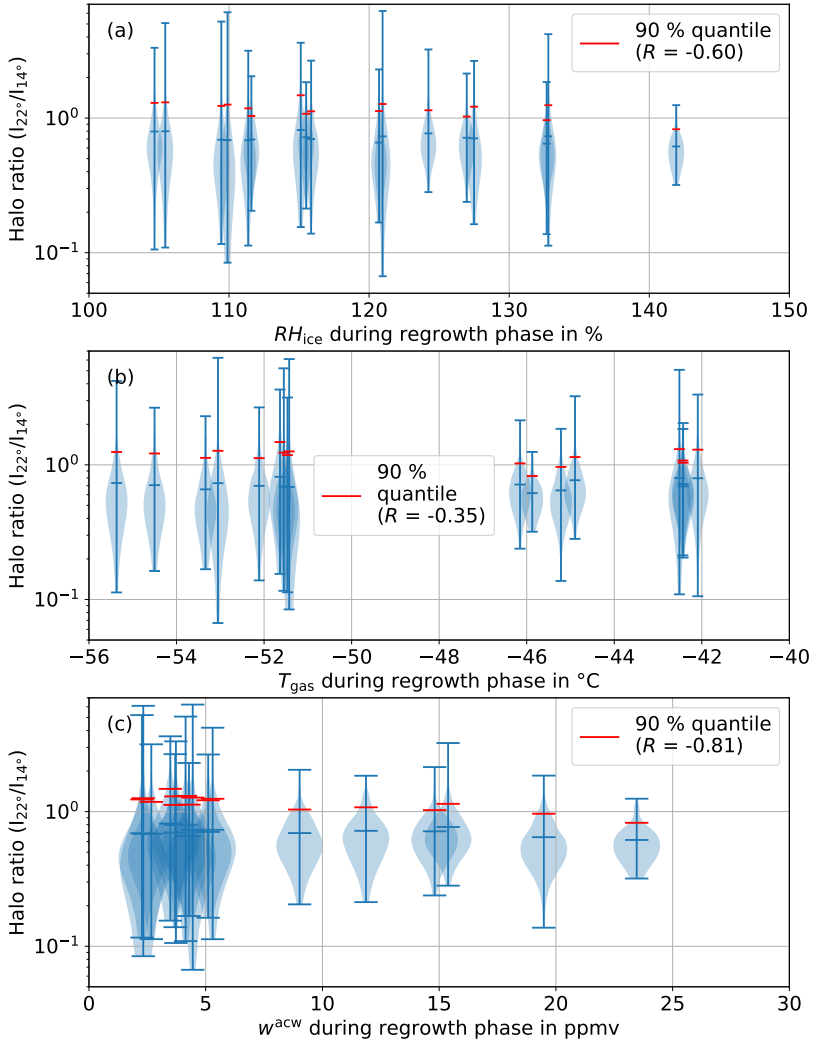 (a)
90 % quantile
(R = -0.60)
Halo ratio (I₂₂°/I₁₄°)
10⁰
10⁻¹
100 110 120 130 140 150
RHᵢcₑ during regrowth phase in %
(b)
90 %
quantile
(R = -0.35)
Halo ratio (I₂₂°/I₁₄°)
10⁰
10⁻¹
−56 −54 −52 −50 −48 −46 −44 −42 −40
T_gas during regrowth phase in °C
(c)
90 % quantile
(R = -0.81)
Halo ratio (I₂₂°/I₁₄°)
10⁰
10⁻¹
0 5 10 15 20 25 30
wᵃᶜʷ during regrowth phase in ppmv